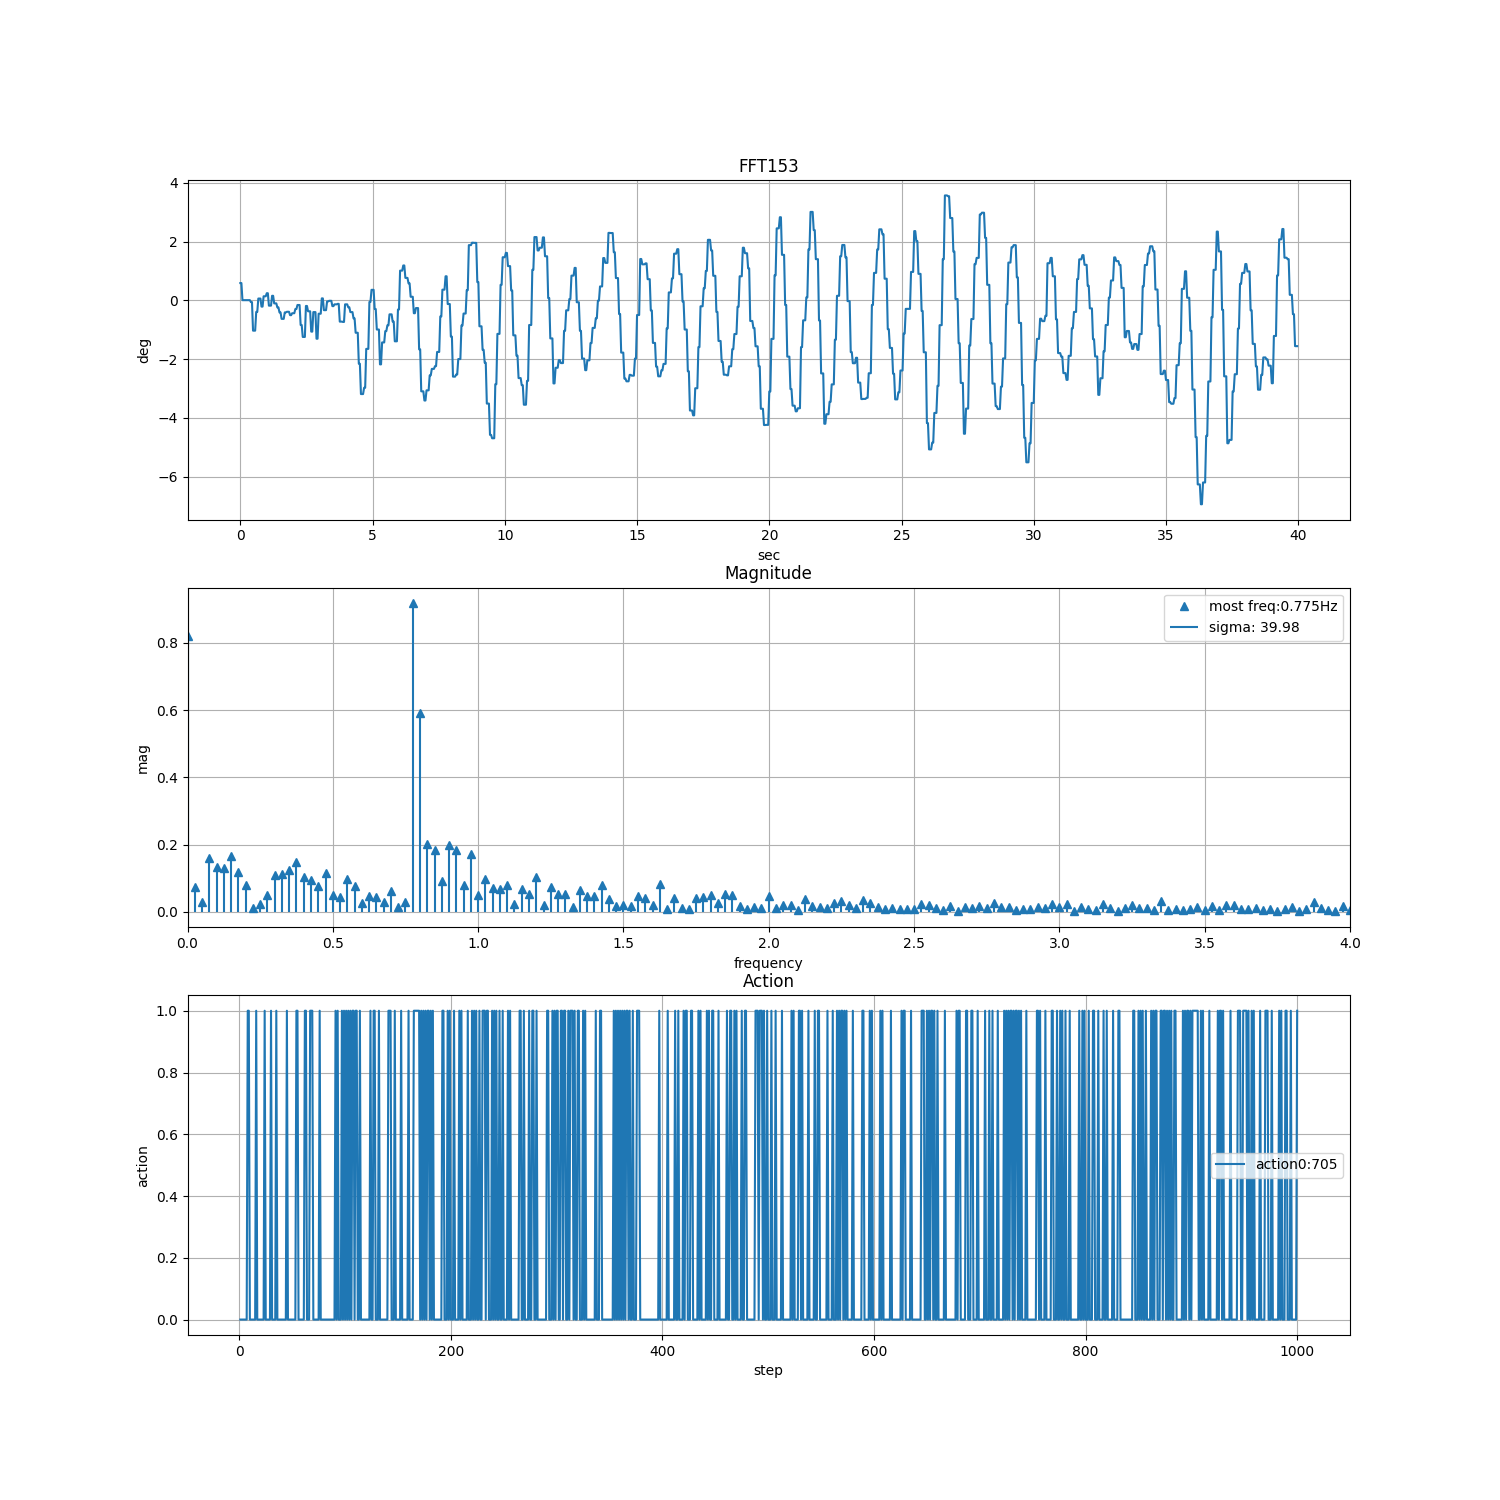 FFT153
4
2
0
−2
−4
−6
deg
0 5 10 15 20 25 30 35 40
sec
Magnitude
most freq:0.775Hz
sigma: 39.98
0.8
0.6
0.4
0.2
0.0
mag
0.0 0.5 1.0 1.5 2.0 2.5 3.0 3.5 4.0
frequency
Action
1.0
0.8
0.6
0.4
0.2
0.0
action
action0:705
0 200 400 600 800 1000
step